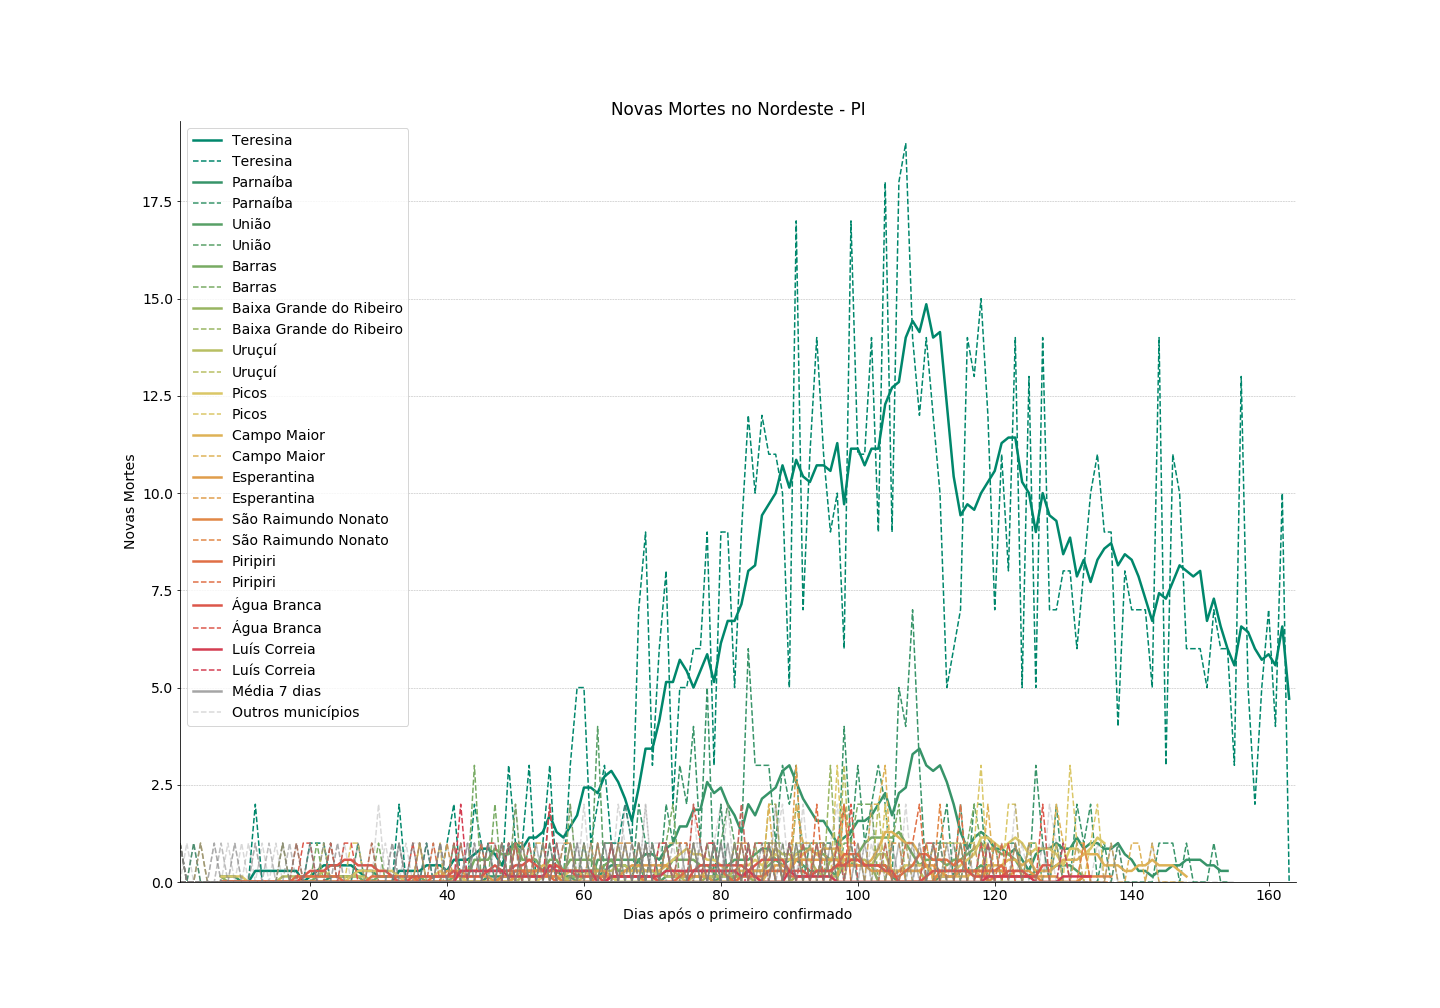 Novas Mortes no Nordeste - PI
Teresina
Teresina
Parnaíba
Parnaíba
União
União
Barras
Barras
Baixa Grande do Ribeiro
Baixa Grande do Ribeiro
Uruçuí
Uruçuí
Picos
Picos
Campo Maior
Campo Maior
Esperantina
Esperantina
São Raimundo Nonato
São Raimundo Nonato
Piripiri
Piripiri
Água Branca
Água Branca
Luís Correia
Luís Correia
Média 7 dias
Outros municípios
Novas Mortes
17.5
15.0
12.5
10.0
7.5
5.0
2.5
0.0
20 40 60 80 100 120 140 160
Dias após o primeiro confirmado